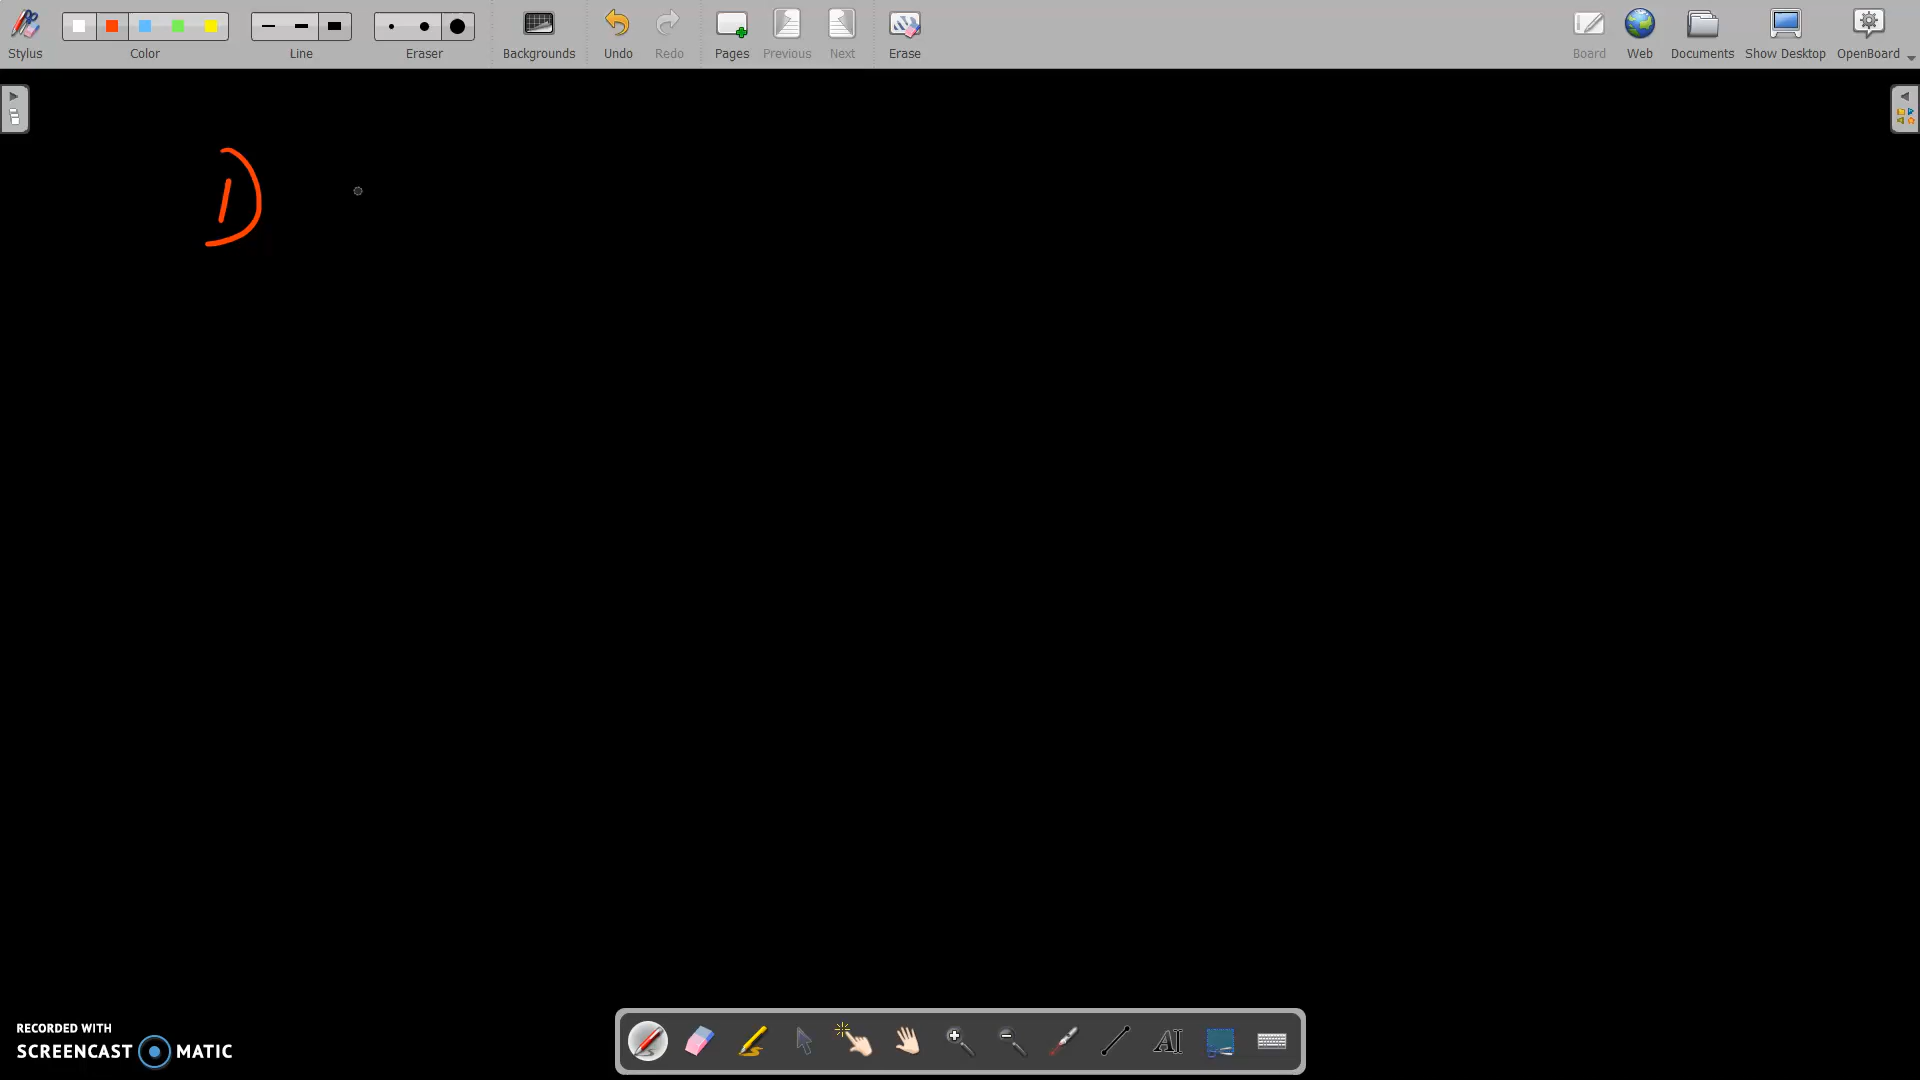 Stylus
Color
Line
Eraser
Backgrounds
Undo
Redo
Pages
Previous
Next
Erase
Board
Web
Documents
Show Desktop
OpenBoard
1)
AI
RECORDED WITH
SCREENCAST MATIC